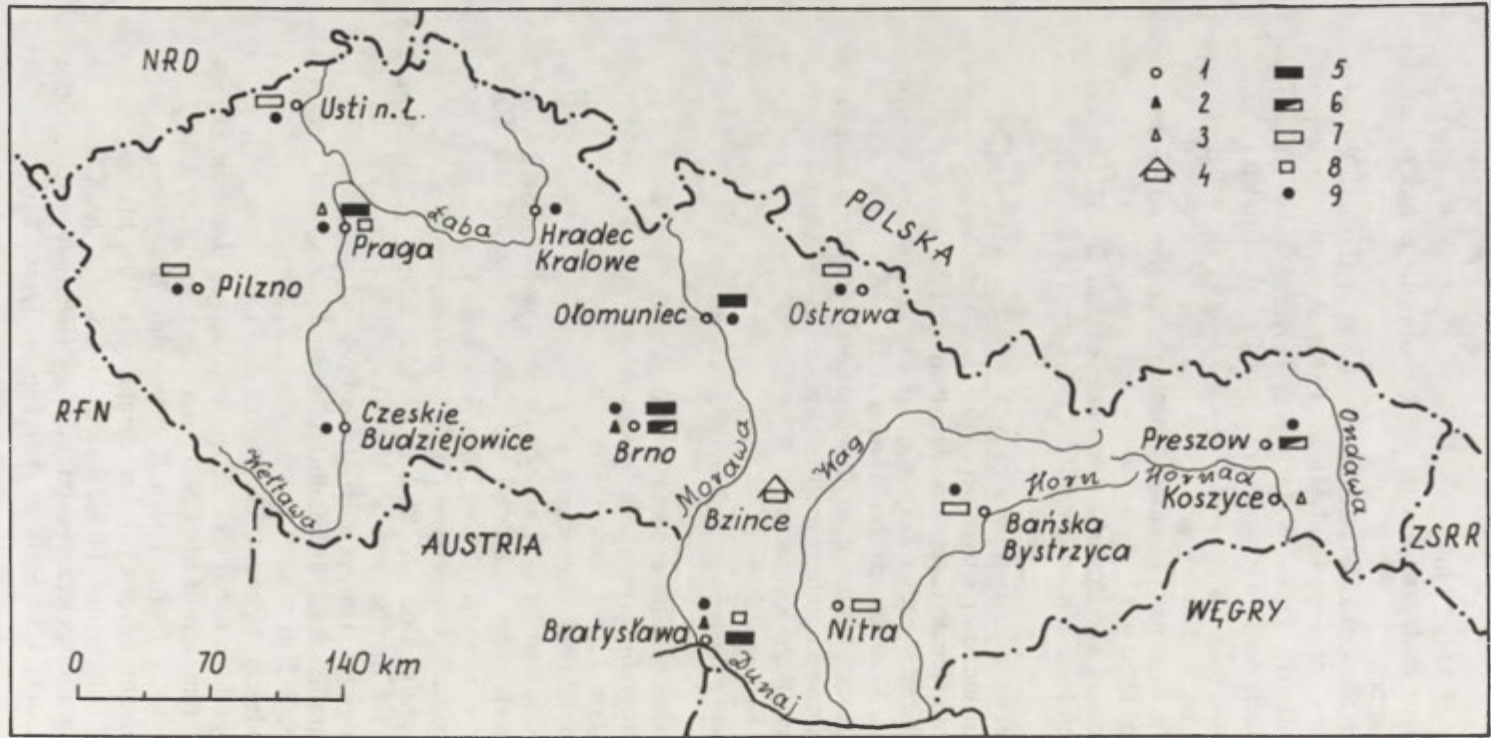 NRD
Usti n. Ł.
1 5
2 6
3 7
4 8
9
POLSKA
Łaba
Praga
Hradec
Kralowe
Pilzno
Ołomuniec
Ostrawa
RFN
Czeskie
Budziejowice
Wełtawa
Brno
Morawa
Wag
Preszow
Ondawa
Horn
Hornad
Koszyce
Bzince
AUSTRIA
Bańska
Bystrzyca
ZSRR
WĘGRY
Bratysława
Nitra
Dunaj
0 70 140 km